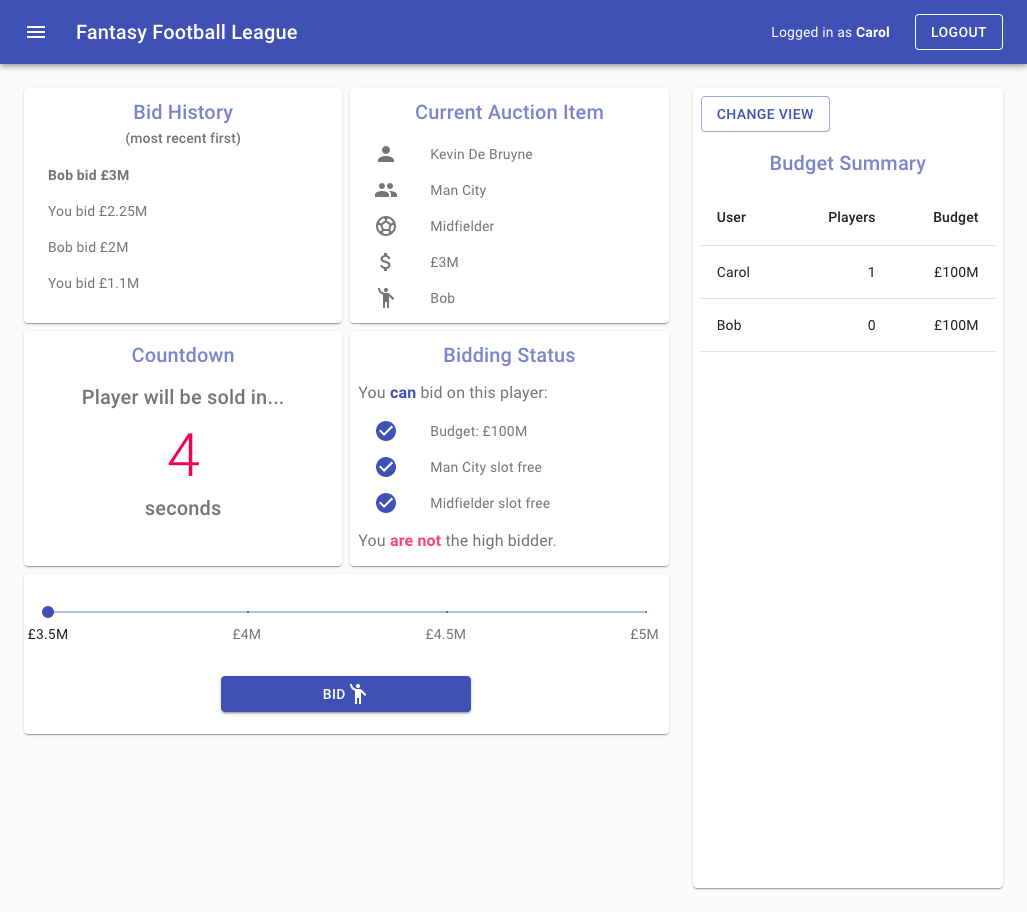 Fantasy Football League
Logged in as Carol
LOGOUT
Bid History
(most recent first)
Bob bid £3M
You bid £2.25M
Bob bid £2M
You bid £1.1M
Current Auction Item
Kevin De Bruyne
Man City
Midfielder
£3M
Bob
Countdown
Player will be sold in...
4
seconds
Bidding Status
You can bid on this player:
Budget: £100M
Man City slot free
Midfielder slot free
You are not the high bidder.
£3.5M £4M £4.5M £5M
BID
CHANGE VIEW
Budget Summary
User Players Budget
Carol 1 £100M
Bob 0 £100M